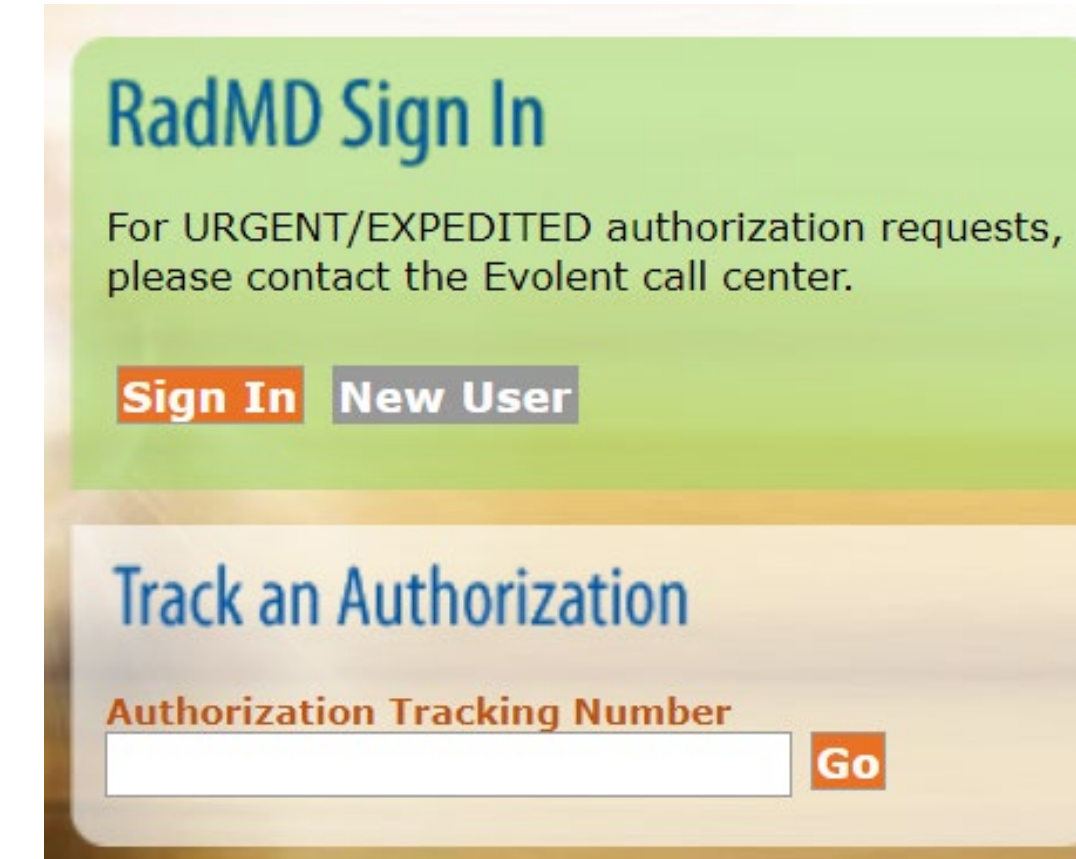 RadMD Sign In
For URGENT/EXPEDITED authorization requests,
please contact the Evolent call center.
Sign In New User
Track an Authorization
Authorization Tracking Number
Go